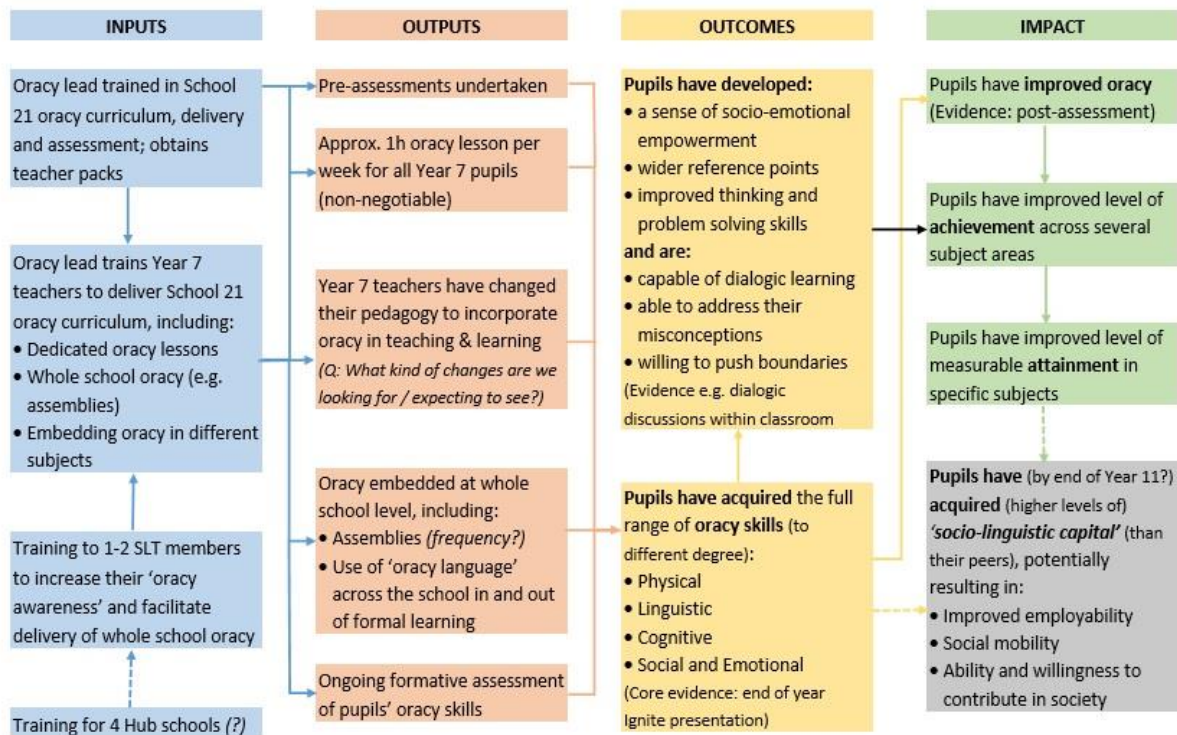 INPUTS
Oracy lead trained in School
21 oracy curriculum, delivery
and assessment; obtains
teacher packs
Oracy lead trains Year 7
teachers to deliver School 21
oracy curriculum, including:
• Dedicated oracy lessons
• Whole school oracy (e.g.
assemblies)
• Embedding oracy in different
subjects
Training to 1-2 SLT members
to increase their ‘oracy
awareness’ and facilitate
delivery of whole school oracy
Training for 4 Hub schools (?)
OUTPUTS
Pre-assessments undertaken
Approx. 1h oracy lesson per
week for all Year 7 pupils
(non-negotiable)
Year 7 teachers have changed
their pedagogy to incorporate
oracy in teaching & learning
(Q: What kind of changes are we
looking for / expecting to see?)
Oracy embedded at whole
school level, including:
• Assemblies (frequency?)
• Use of ‘oracy language’
across the school in and out
of formal learning
Ongoing formative assessment
of pupils’ oracy skills
OUTCOMES
Pupils have developed:
• a sense of socio-emotional
empowerment
• wider reference points
• improved thinking and
problem solving skills
and are:
• capable of dialogic learning
• able to address their
misconceptions
• willing to push boundaries
(Evidence e.g. dialogic
discussions within classroom
Pupils have acquired the full
range of oracy skills (to
different degree):
• Physical
• Linguistic
• Cognitive
• Social and Emotional
(Core evidence: end of year
Ignite presentation)
IMPACT
Pupils have improved oracy
(Evidence: post-assessment)
Pupils have improved level of
achievement across several
subject areas
Pupils have improved level of
measurable attainment in
specific subjects
Pupils have (by end of Year 11?)
acquired (higher levels of)
‘socio-linguistic capital’ (than
their peers), potentially
resulting in:
• Improved employability
• Social mobility
• Ability and willingness to
contribute in society